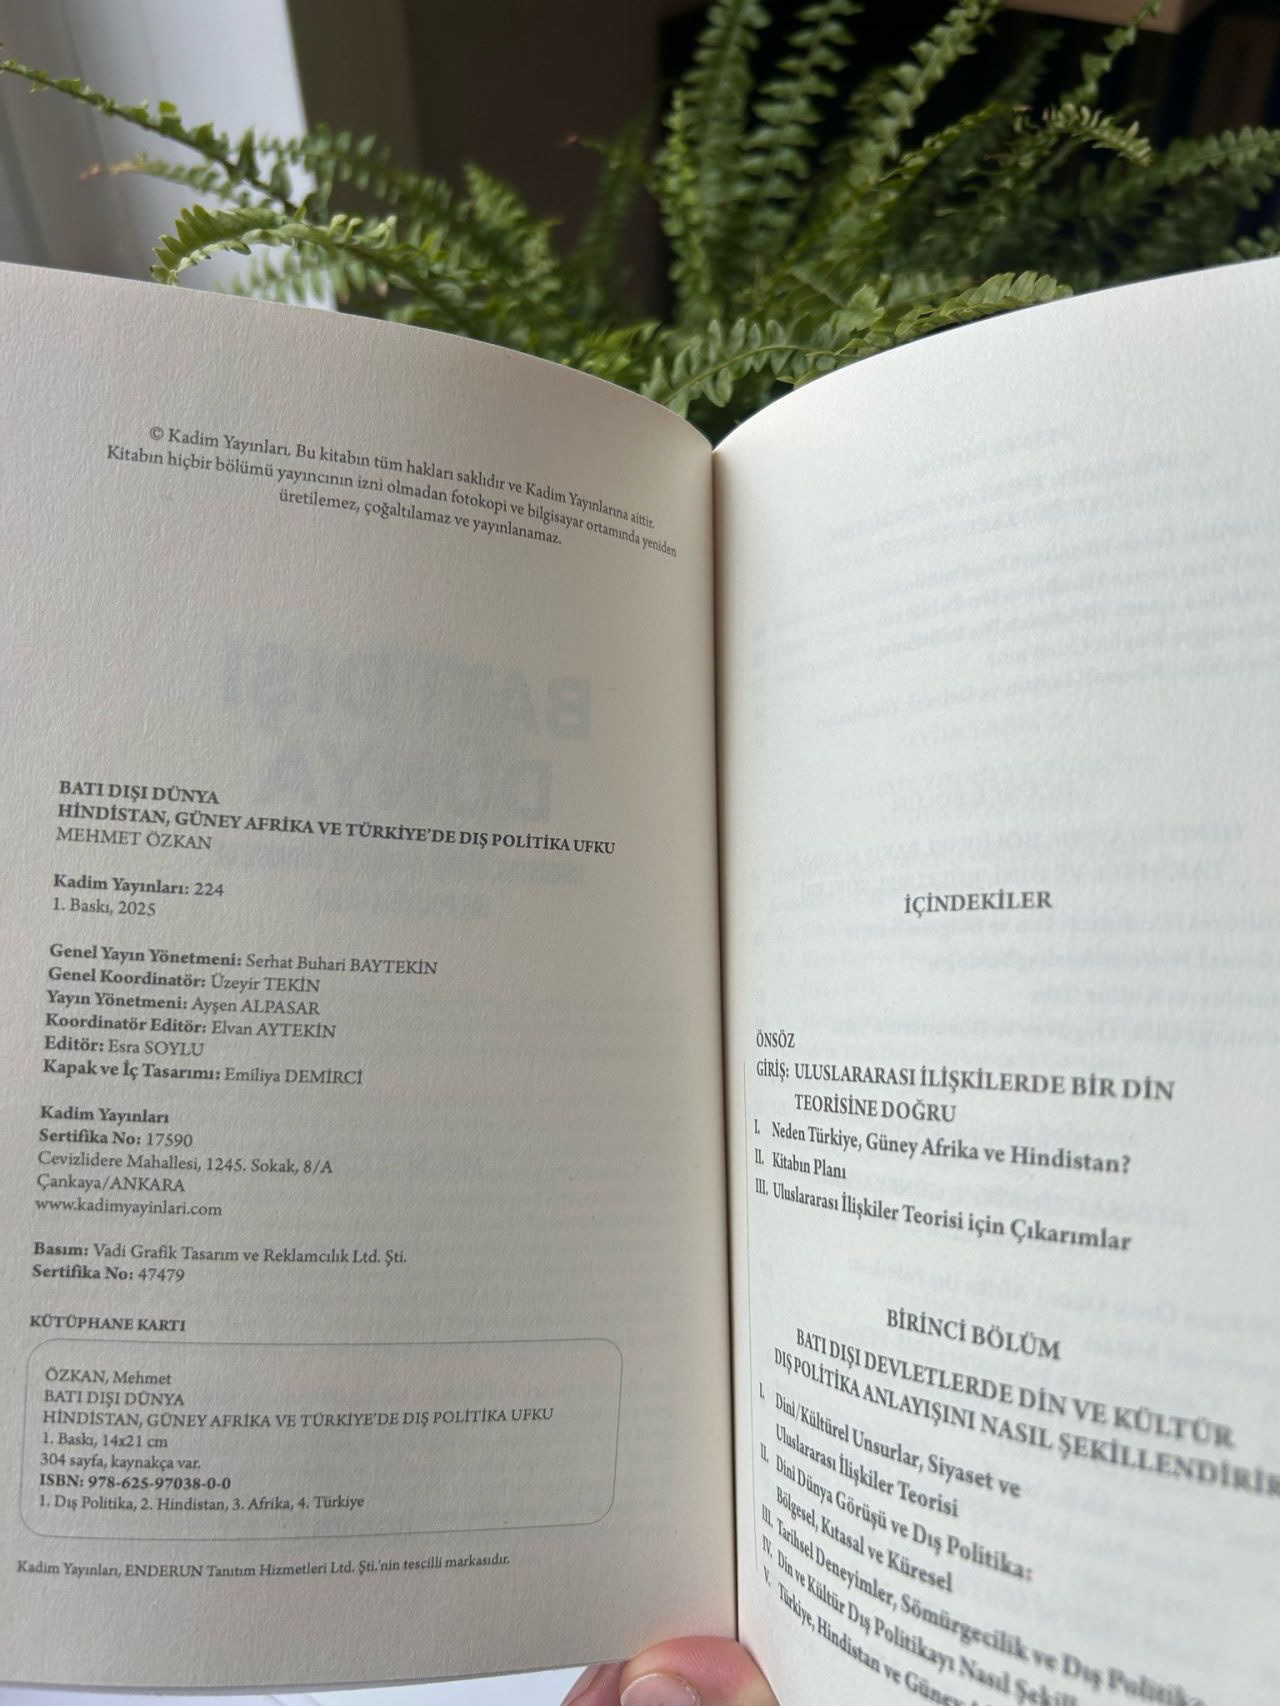 © Kadim Yayınları. Bu kitabın tüm hakları saklıdır ve Kadim Yayınlarına aittir.
Kitabın hiçbir bölümü yayıncının izni olmadan fotokopi ve bilgisayar ortamında yeniden
üretilemez, çoğaltılamaz ve yayınlanamaz.
BATI DIŞI DÜNYA
HİNDİSTAN, GÜNEY AFRİKA VE TÜRKİYE'DE DIŞ POLİTİKA UFKU
MEHMET ÖZKAN
Kadim Yayınları: 224
1. Baskı, 2025
Genel Yayın Yönetmeni: Serhat Buhari BAYTEKİN
Genel Koordinatör: Üzeyir TEKİN
Yayın Yönetmeni: Ayşen ALPASAR
Koordinatör Editör: Elvan AYTEKİN
Editör: Esra SOYLU
Kapak ve İç Tasarımı: Emiliya DEMİRCİ
Kadim Yayınları
Sertifika No: 17590
Cevizlidere Mahallesi, 1245. Sokak, 8/A
Çankaya/ANKARA
www.kadimyayinlari.com
Basım: Vadi Grafik Tasarım ve Reklamcılık Ltd. Şti.
Sertifika No: 47479
KÜTÜPHANE KARTI
ÖZKAN, Mehmet
BATI DIŞI DÜNYA
HİNDİSTAN, GÜNEY AFRİKA VE TÜRKİYE'DE DIŞ POLİTİKA UFKU
1. Baskı, 14x21 cm
304 sayfa, kaynakça var.
ISBN: 978-625-97038-0-0
1. Dış Politika, 2. Hindistan, 3. Afrika, 4. Türkiye
Kadim Yayınları, ENDERUN Tanıtım Hizmetleri Ltd. Şti.'nin tescilli markasıdır.
İÇİNDEKİLER
ÖNSÖZ
GİRİŞ: ULUSLARARASI İLİŞKİLERDE BİR DİN
TEORİSİNE DOĞRU
I. Neden Türkiye, Güney Afrika ve Hindistan?
II. Kitabın Planı
III. Uluslararası İlişkiler Teorisi için Çıkarımlar
BİRİNCİ BÖLÜM
BATI DIŞI DEVLETLERDE DİN VE KÜLTÜR
DIŞ POLİTİKA ANLAYIŞINI NASIL ŞEKİLLENDİRİR
I. Dinî/Kültürel Unsurlar, Siyaset ve
Uluslararası İlişkiler Teorisi
II. Dinî Dünya Görüşü ve Dış Politika:
Bölgesel, Kıtasal ve Küresel
III. Tarihsel Deneyimler, Sömürgecilik ve Dış
IV. Din ve Kültür Dış Politikayı Nasıl
V. Türkiye, Hindistan ve Güney